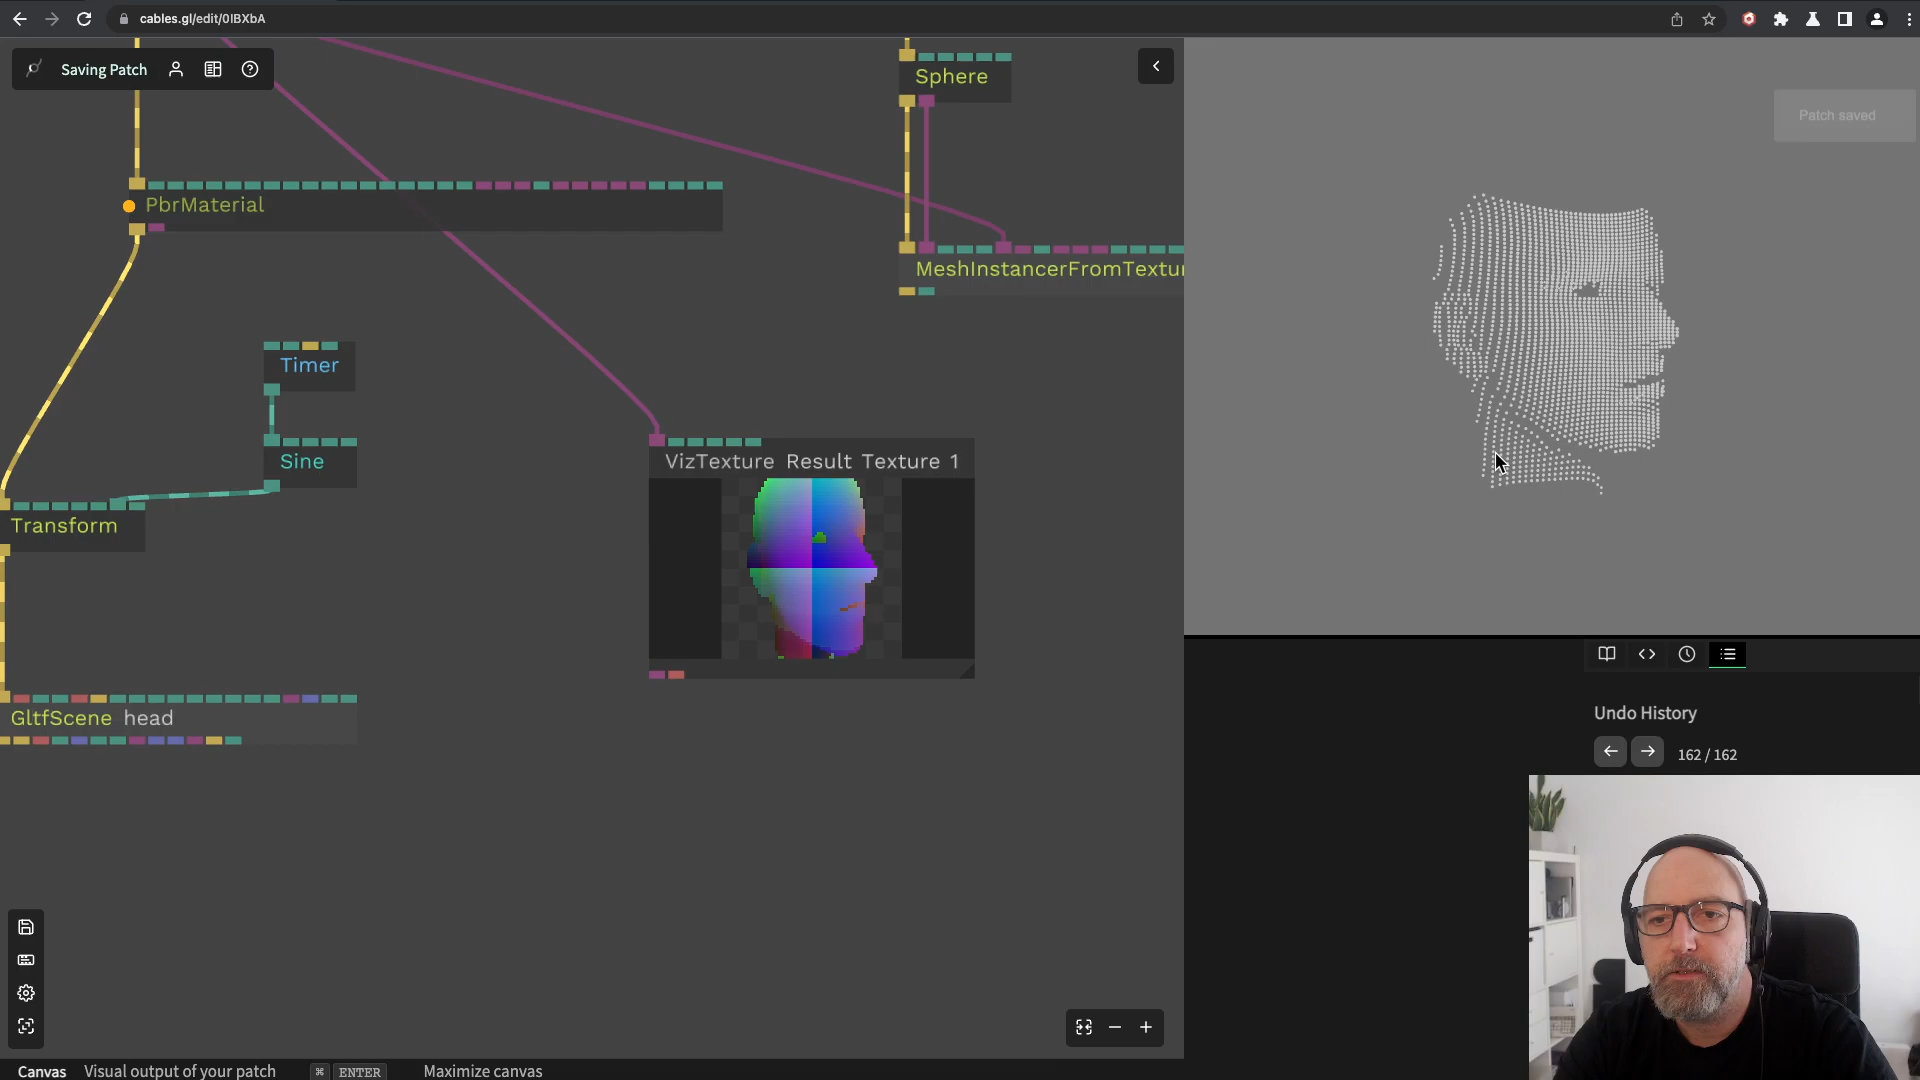 cables.gl/edit/0IBXbA
Saving Patch
Sphere
Patch saved
PbrMaterial
MeshInstancerFromTextur
Timer
Sine
VizTexture Result Texture 1
Transform
GltfScene head
Undo History
162 / 162
Canvas Visual output of your patch ⌘ ENTER Maximize canvas